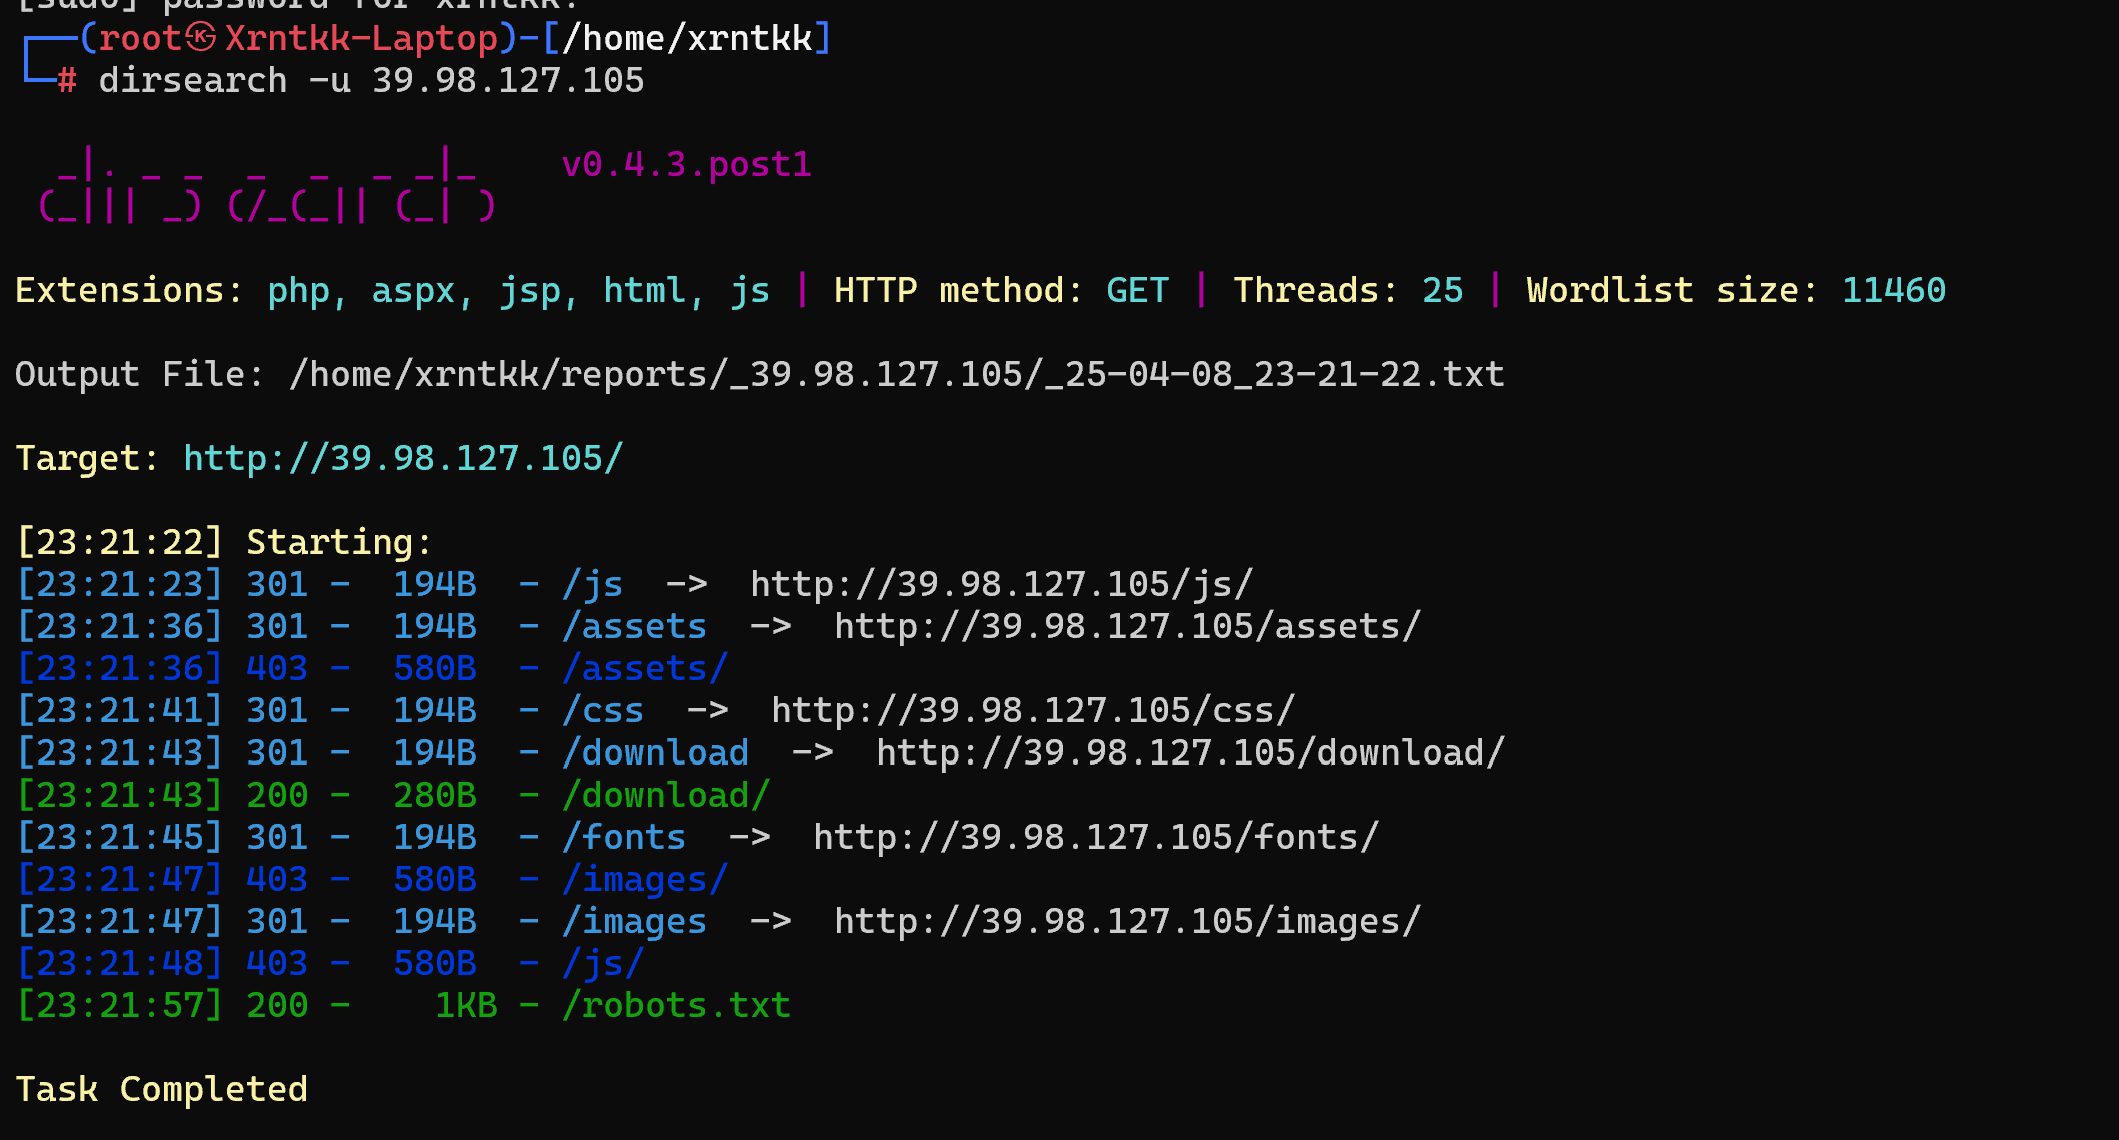 [sudo] password for xrntkk:
┌──(root㉿Xrntkk-Laptop)-[/home/xrntkk]
└─# dirsearch -u 39.98.127.105
  _|. _ _  _  _  _ _|_    v0.4.3.post1
 (_||| _) (/_(_|| (_| )
Extensions: php, aspx, jsp, html, js | HTTP method: GET | Threads: 25 | Wordlist size: 11460
Output File: /home/xrntkk/reports/_39.98.127.105/_25-04-08_23-21-22.txt
Target: http://39.98.127.105/
[23:21:22] Starting:
[23:21:23] 301 -  194B  - /js  ->  http://39.98.127.105/js/
[23:21:36] 301 -  194B  - /assets  ->  http://39.98.127.105/assets/
[23:21:36] 403 -  580B  - /assets/
[23:21:41] 301 -  194B  - /css  ->  http://39.98.127.105/css/
[23:21:43] 301 -  194B  - /download  ->  http://39.98.127.105/download/
[23:21:43] 200 -  280B  - /download/
[23:21:45] 301 -  194B  - /fonts  ->  http://39.98.127.105/fonts/
[23:21:47] 403 -  580B  - /images/
[23:21:47] 301 -  194B  - /images  ->  http://39.98.127.105/images/
[23:21:48] 403 -  580B  - /js/
[23:21:57] 200 -    1KB - /robots.txt
Task Completed